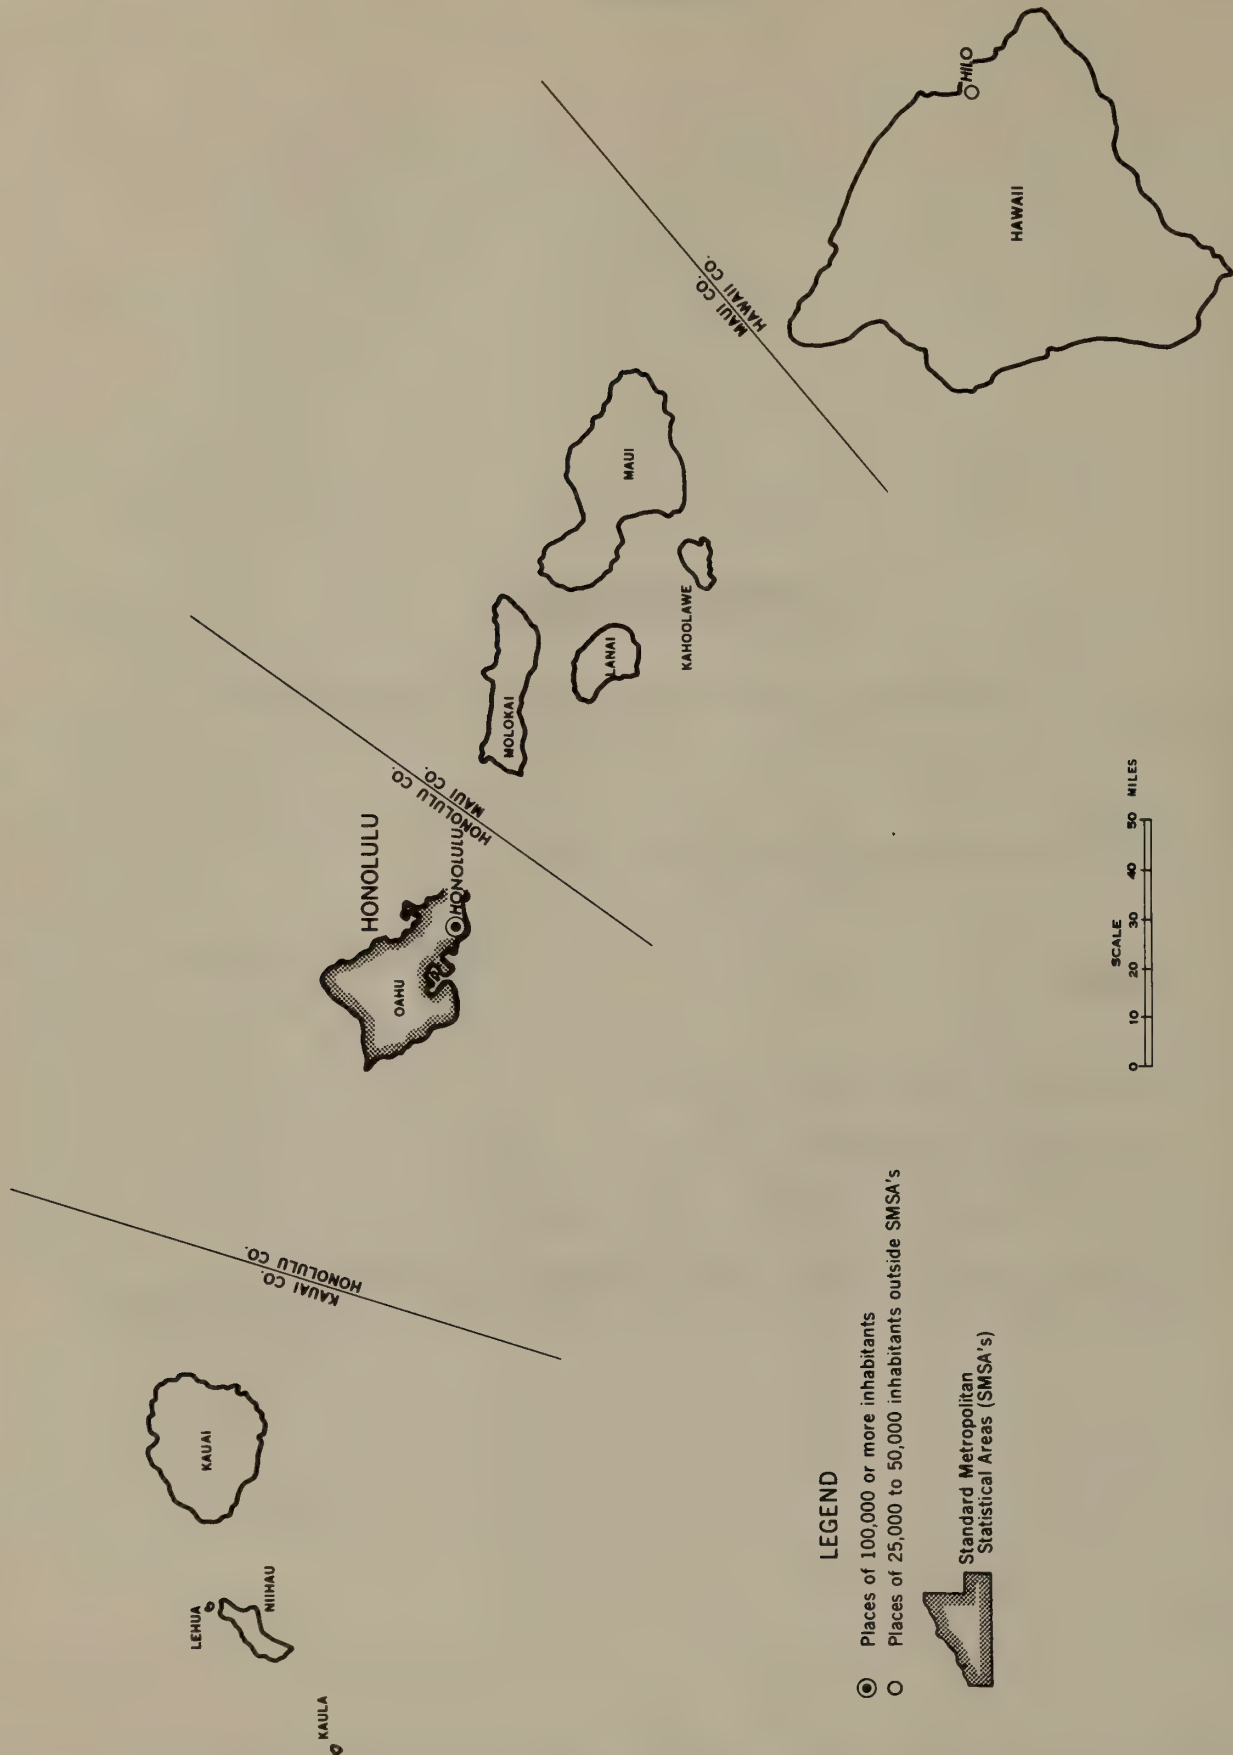 KAULA
LEHUA
NIIHAU
KAUAI
KAUAI CO.
HONOLULU CO.
HONOLULU
OAHU
HONOLULU
HONOLULU CO.
MAUI CO.
MOLOKAI
LANAI
KAHOOLAWE
MAUI
MAUI CO.
HAWAII CO.
HILO
HAWAII
LEGEND
Places of 100,000 or more inhabitants
Places of 25,000 to 50,000 inhabitants outside SMSA's
Standard Metropolitan
Statistical Areas (SMSA's)
SCALE
0 10 20 30 40 50 MILES